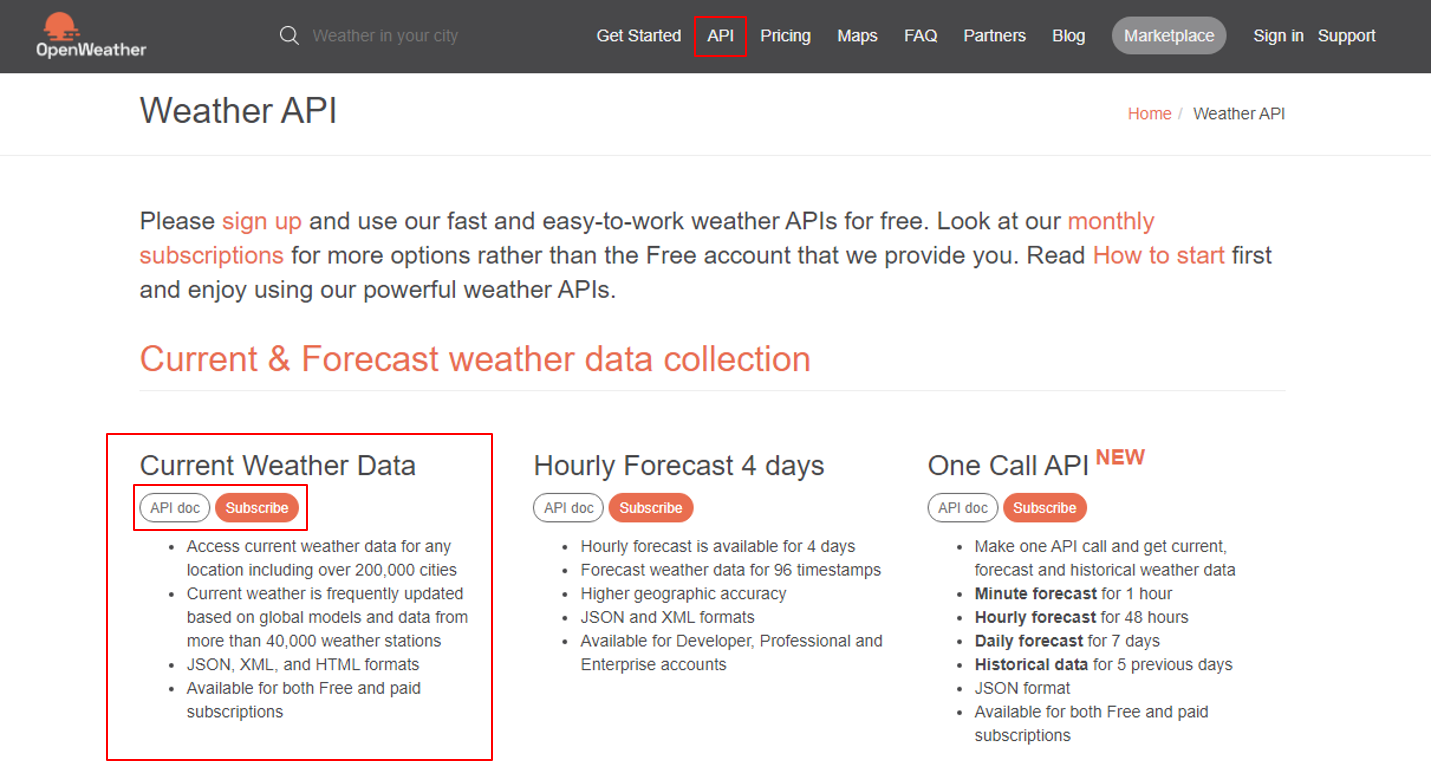 OpenWeather
Weather in your city
Get Started API Pricing Maps FAQ Partners Blog Marketplace Sign in Support
Weather API
Home / Weather API
Please sign up and use our fast and easy-to-work weather APIs for free. Look at our monthly
subscriptions for more options rather than the Free account that we provide you. Read How to start first
and enjoy using our powerful weather APIs.
Current & Forecast weather data collection
Current Weather Data
API doc Subscribe
• Access current weather data for any
location including over 200,000 cities
• Current weather is frequently updated
based on global models and data from
more than 40,000 weather stations
• JSON, XML, and HTML formats
• Available for both Free and paid
subscriptions
Hourly Forecast 4 days
API doc Subscribe
• Hourly forecast is available for 4 days
• Forecast weather data for 96 timestamps
• Higher geographic accuracy
• JSON and XML formats
• Available for Developer, Professional and
Enterprise accounts
One Call API NEW
API doc Subscribe
• Make one API call and get current,
forecast and historical weather data
• Minute forecast for 1 hour
• Hourly forecast for 48 hours
• Daily forecast for 7 days
• Historical data for 5 previous days
• JSON format
• Available for both Free and paid
subscriptions